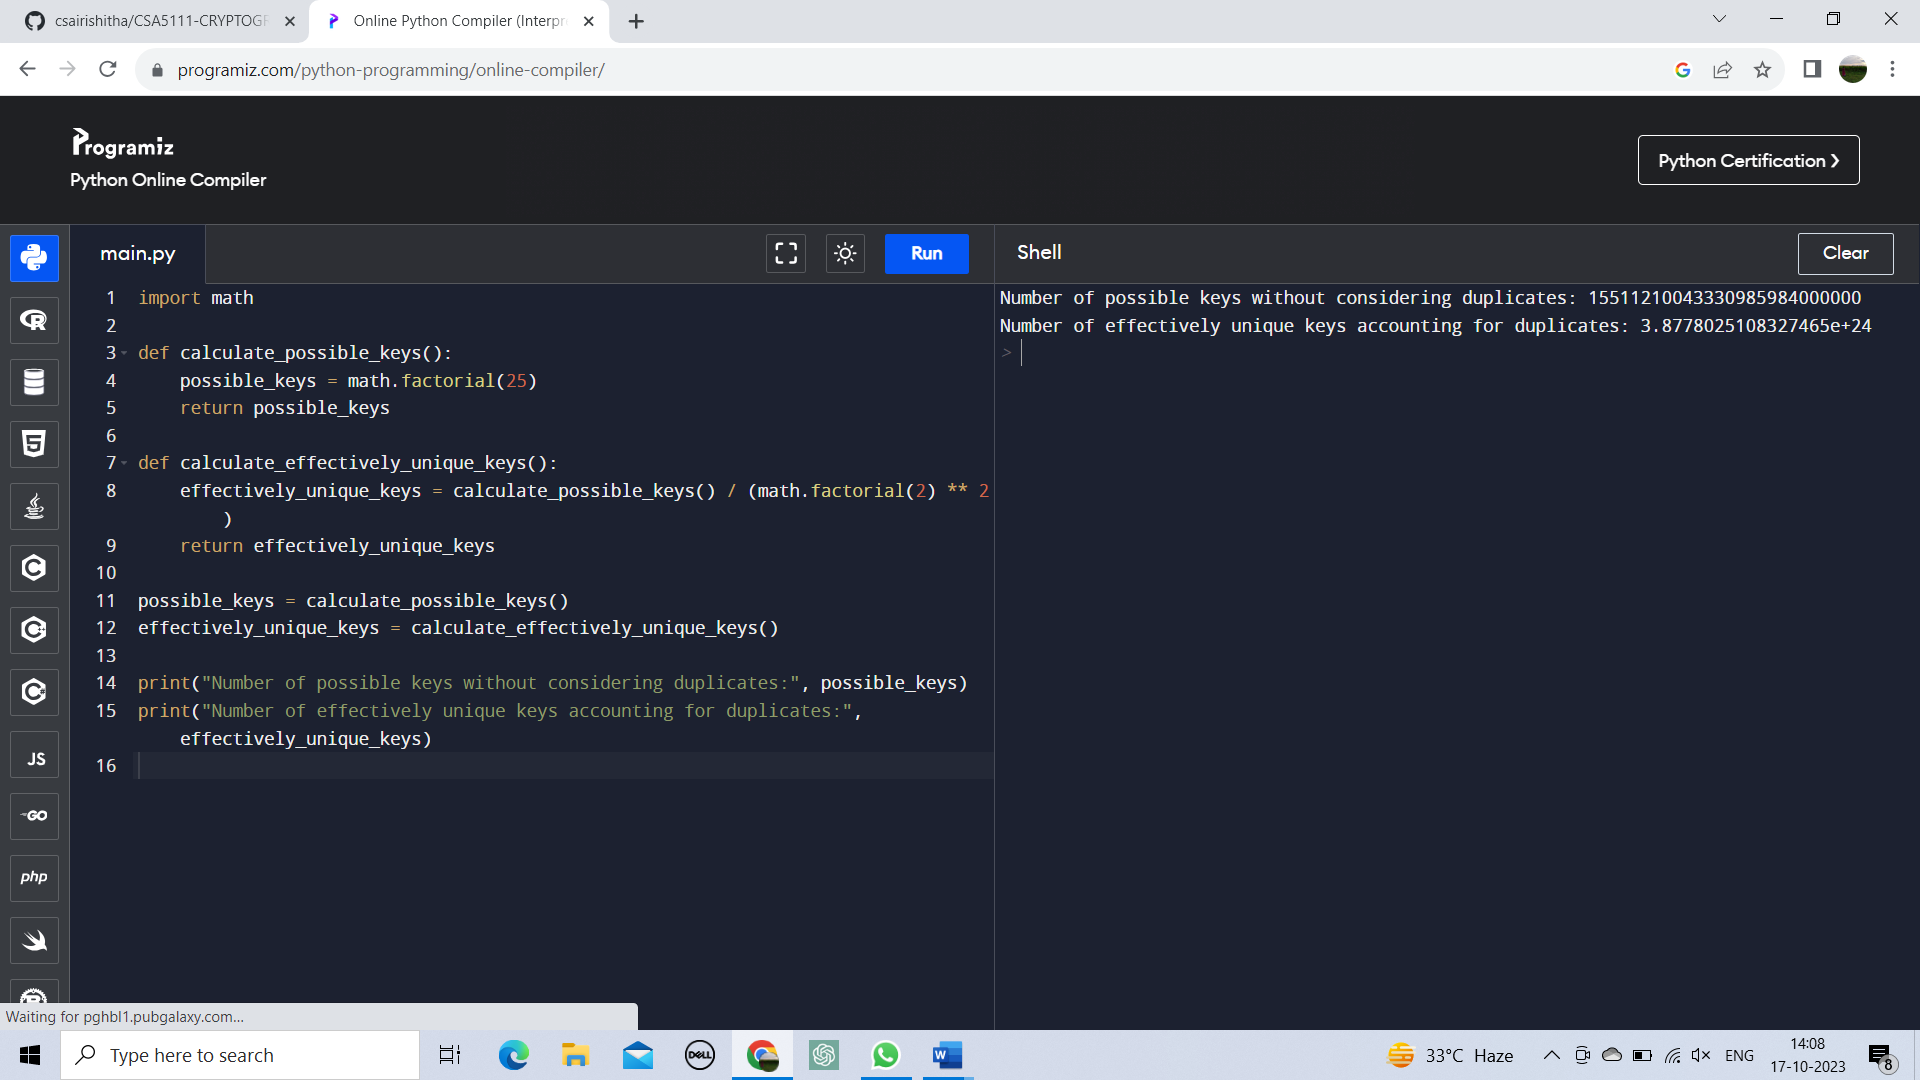 csairishitha/CSA5111-CRYPTOGR
Online Python Compiler (Interpr
programiz.com/python-programming/online-compiler/
Programiz
Python Online Compiler
Python Certification ❯
main.py
Run
Shell
Clear
1 import math
2
3 def calculate_possible_keys():
4 possible_keys = math.factorial(25)
5 return possible_keys
6
7 def calculate_effectively_unique_keys():
8 effectively_unique_keys = calculate_possible_keys() / (math.factorial(2) ** 2
)
9 return effectively_unique_keys
10
11 possible_keys = calculate_possible_keys()
12 effectively_unique_keys = calculate_effectively_unique_keys()
13
14 print("Number of possible keys without considering duplicates:", possible_keys)
15 print("Number of effectively unique keys accounting for duplicates:",
effectively_unique_keys)
16
Number of possible keys without considering duplicates: 15511210043330985984000000
Number of effectively unique keys accounting for duplicates: 3.8778025108327465e+24
>
R
5
C
C
C
JS
GO
php
Waiting for pghbl1.pubgalaxy.com...
Type here to search
DELL
W
33°C Haze
ENG
14:08
17-10-2023
8